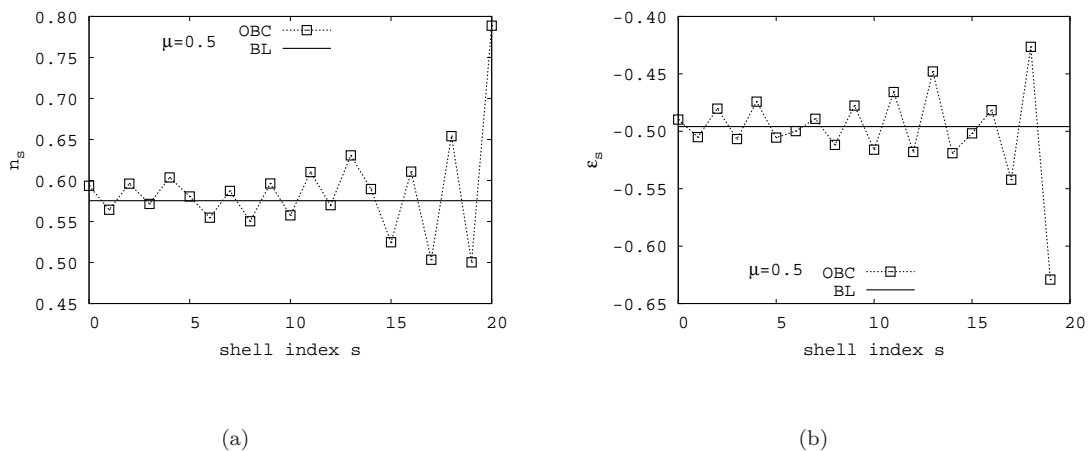 0.80
0.75
0.70
0.65
0.60
0.55
0.50
0.45
n_s
μ=0.5
OBC
BL
0 5 10 15 20
shell index s
(a)
-0.40
-0.45
-0.50
-0.55
-0.60
-0.65
ε_s
μ=0.5
OBC
BL
0 5 10 15 20
shell index s
(b)